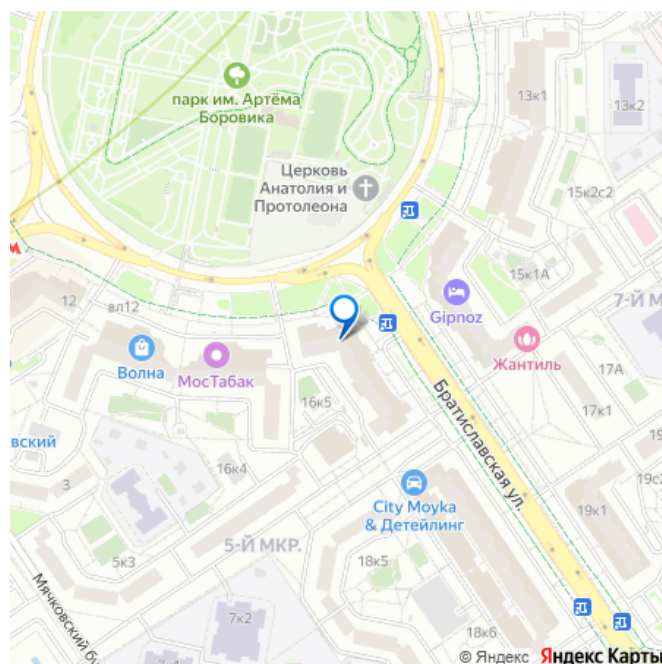 парк им. Артёма
Боровика
13к1
13к2
Церковь
Анатолия и
Протолеона
15к2с2
12
вл12
15к1А
Gipnoz
7-Й М
Волна
МосТабак
Жантиль
17А
16к5
17к1
Братиславская ул.
вский
16к4
3
City Moyka
& Детейлинг
19с2
19к1
5к3
5-Й МКР.
18к5
Мячковский бу
7к2
18к6
© Яндекс Яндекс Карты